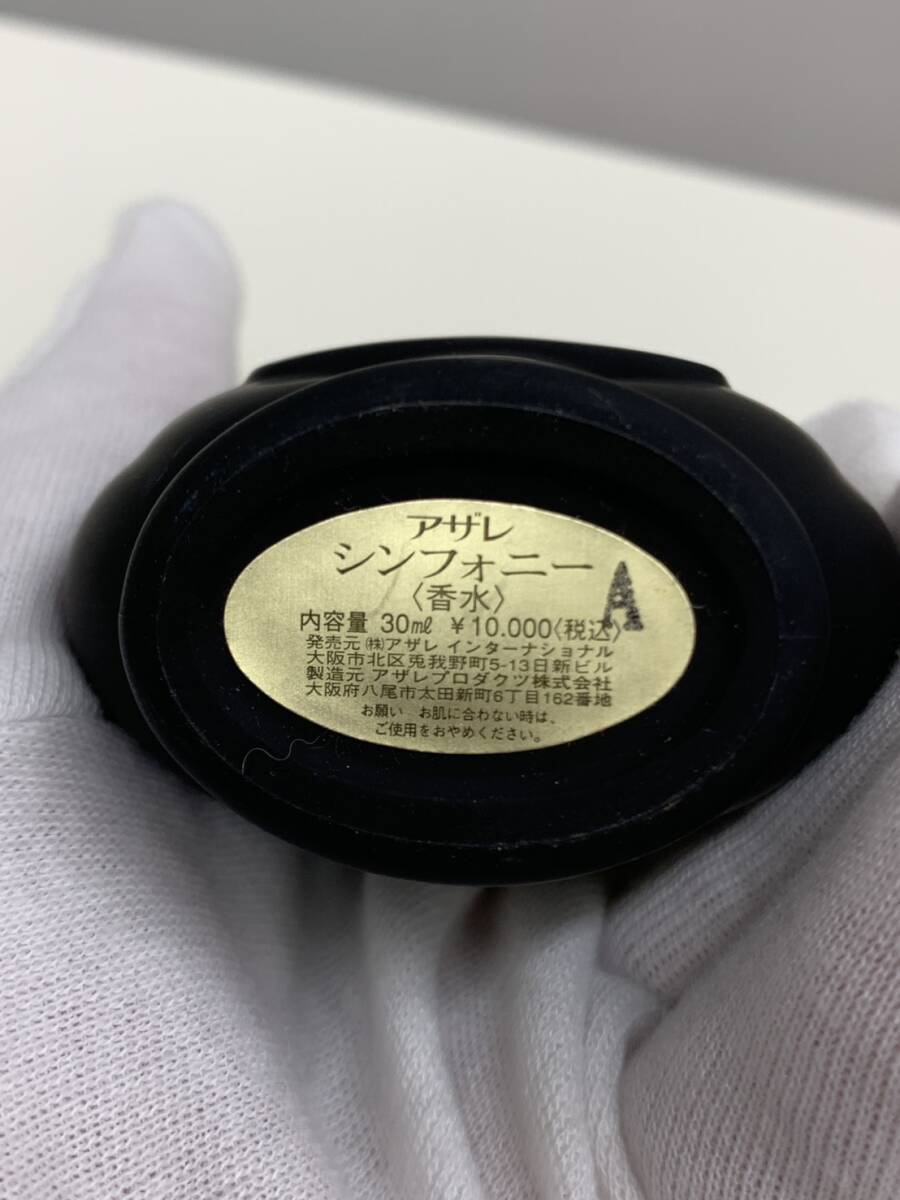 アザレ
シンフォニー
〈香水〉
A
内容量 30㎖ ￥10.000〈税込〉
発売元 ㈱アザレ インターナショナル
大阪市北区兎我野町5-13日新ビル
製造元 アザレプロダクツ株式会社
大阪府八尾市太田新町6丁目162番地
お願い お肌に合わない時は、
ご使用をおやめください。